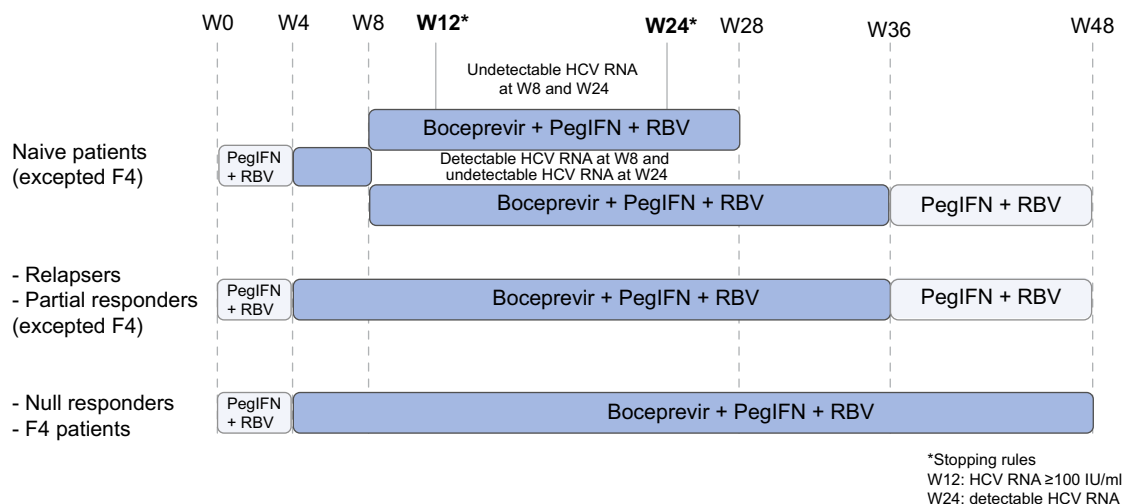 W0 W4 W8 W12* W24* W28 W36 W48
Undetectable HCV RNA
at W8 and W24
Boceprevir + PegIFN + RBV
Naive patients
(excepted F4)
PegIFN
+ RBV
Detectable HCV RNA at W8 and
undetectable HCV RNA at W24
Boceprevir + PegIFN + RBV
PegIFN + RBV
- Relapsers
- Partial responders
(excepted F4)
PegIFN
+ RBV
Boceprevir + PegIFN + RBV
PegIFN + RBV
- Null responders
- F4 patients
PegIFN
+ RBV
Boceprevir + PegIFN + RBV
*Stopping rules
W12: HCV RNA ≥100 IU/ml
W24: detectable HCV RNA